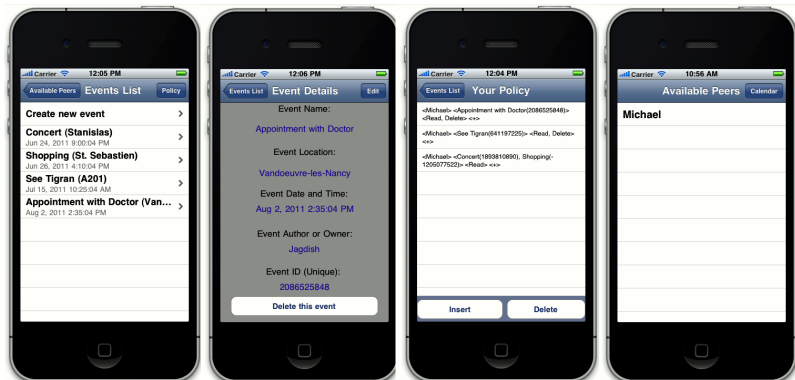 Carrier 12:05 PM
Available Peers Events List Policy
Create new event
Concert (Stanislas)
Jun 24, 2011 9:00:04 PM
Shopping (St. Sebastien)
Jun 26, 2011 4:10:04 PM
See Tigran (A201)
Jul 15, 2011 10:25:04 AM
Appointment with Doctor (Van...
Aug 2, 2011 2:35:04 PM
Carrier 12:06 PM
Events List Event Details Edit
Event Name:
Appointment with Doctor
Event Location:
Vandoeuvre-les-Nancy
Event Date and Time:
Aug 2, 2011 2:35:04 PM
Event Author or Owner:
Jagdish
Event ID (Unique):
2086525848
Delete this event
Carrier 12:04 PM
Events List Your Policy
<Michael> <Appointment with Doctor(2086525848)>
<Read, Delete> <+>
<Michael> <See Tigran(641197225)> <Read, Delete>
<+>
<Michael> <Concert(1893810890), Shopping(-
1205077522)> <Read> <+>
Insert Delete
Carrier 10:56 AM
Available Peers Calendar
Michael